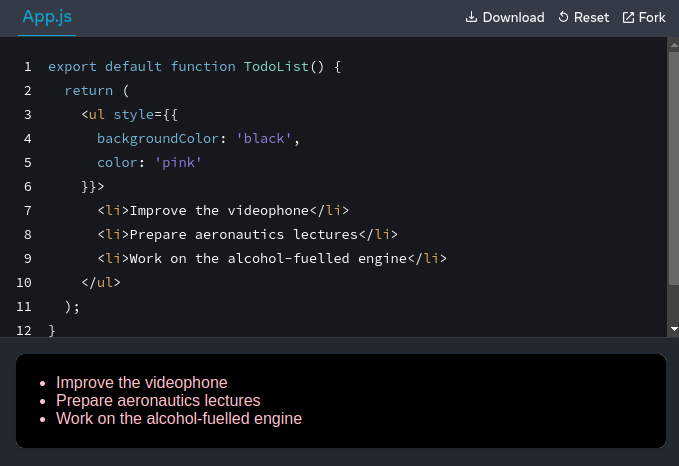 App.js
Download Reset Fork
1 export default function TodoList() {
2   return (
3     <ul style={{
4       backgroundColor: 'black',
5       color: 'pink'
6     }}>
7       <li>Improve the videophone</li>
8       <li>Prepare aeronautics lectures</li>
9       <li>Work on the alcohol-fuelled engine</li>
10     </ul>
11   );
12 }
• Improve the videophone
• Prepare aeronautics lectures
• Work on the alcohol-fuelled engine